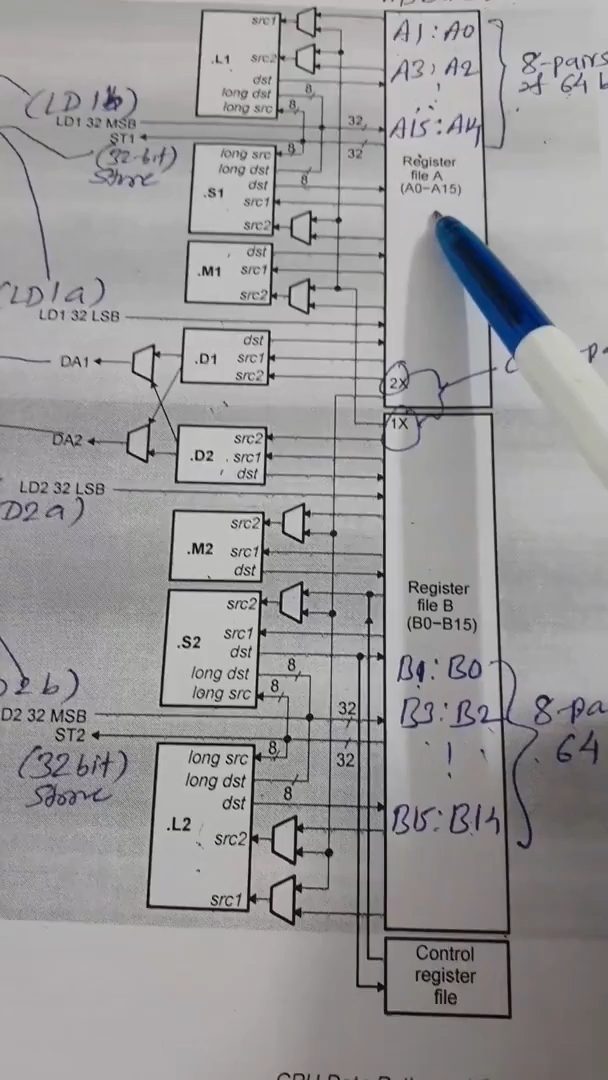 src1
.L1
src2
dst
long dst
long src
8
8
(LD1b)
LD1 32 MSB
ST1
32
32
(32-bit)
Store
A1:A0
A3:A2
A15:A14
8-pairs
of 64 b
Register
file A
(A0–A15)
long src
long dst
dst
8
.S1
src1
src2
dst
.M1
src1
src2
(LD1a)
LD1 32 LSB
DA1
dst
.D1
src1
src2
2X
1X
DA2
src2
.D2
src1
dst
LD2 32 LSB
D2a)
src2
.M2
src1
dst
src2
.S2
src1
dst
long dst
long src
8
8
Register
file B
(B0–B15)
B1:B0
B3:B2
B15:B14
8-pa
64
2b)
D2 32 MSB
ST2
32
32
(32bit)
Store
long src
8
long dst
8
dst
.L2
src2
src1
Control
register
file